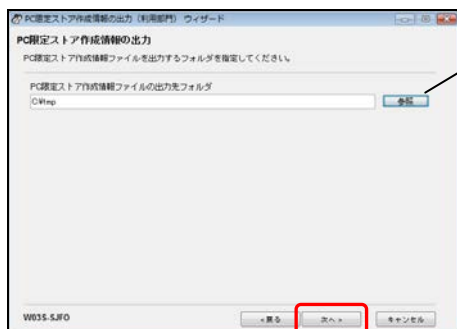 PC限定ストア作成情報の出力（利用部門）ウィザード
PC限定ストア作成情報の出力
PC限定ストア作成情報ファイルを出力するフォルダを指定してください。
PC限定ストア作成情報ファイルの出力先フォルダ
C:¥tmp
参照
W03S-SJFO
<戻る
次へ>
キャンセル